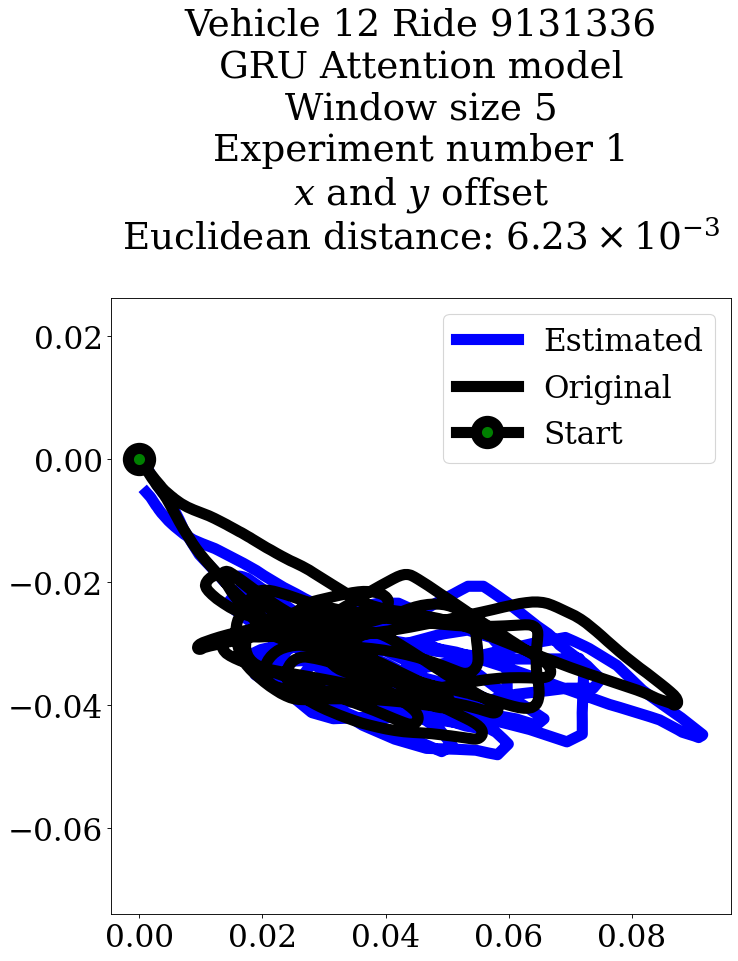 Vehicle 12 Ride 9131336
GRU Attention model
Window size 5
Experiment number 1
x and y offset
Euclidean distance: 6.23 × 10⁻³
Estimated
Original
Start
0.02
0.00
−0.02
−0.04
−0.06
0.00 0.02 0.04 0.06 0.08